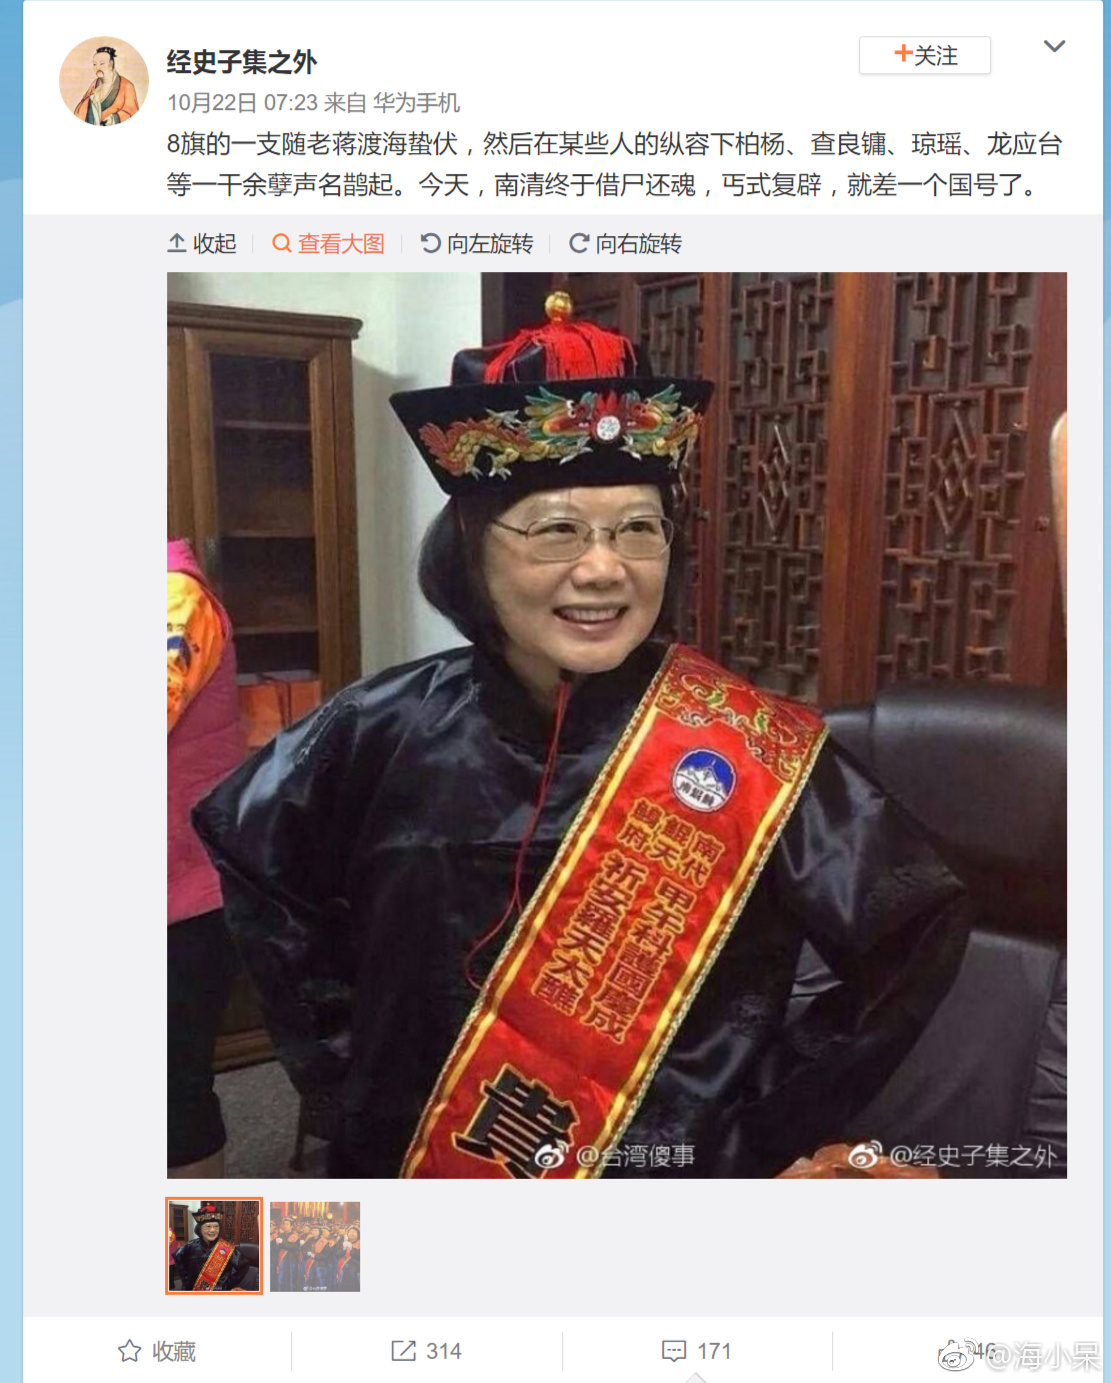 经史子集之外
+关注
10月22日 07:23 来自 华为手机
8旗的一支随老蒋渡海蛰伏，然后在某些人的纵容下柏杨、查良镛、琼瑶、龙应台
等一干余孽声名鹊起。今天，南清终于借尸还魂，丐式复辟，就差一个国号了。
收起
查看大图
向左旋转
向右旋转
南鯤鯓
代天府
甲午科護國慶成
祈安羅天大醮
貴
@台湾傻事
@经史子集之外
收藏
314
171
46
@海小呆